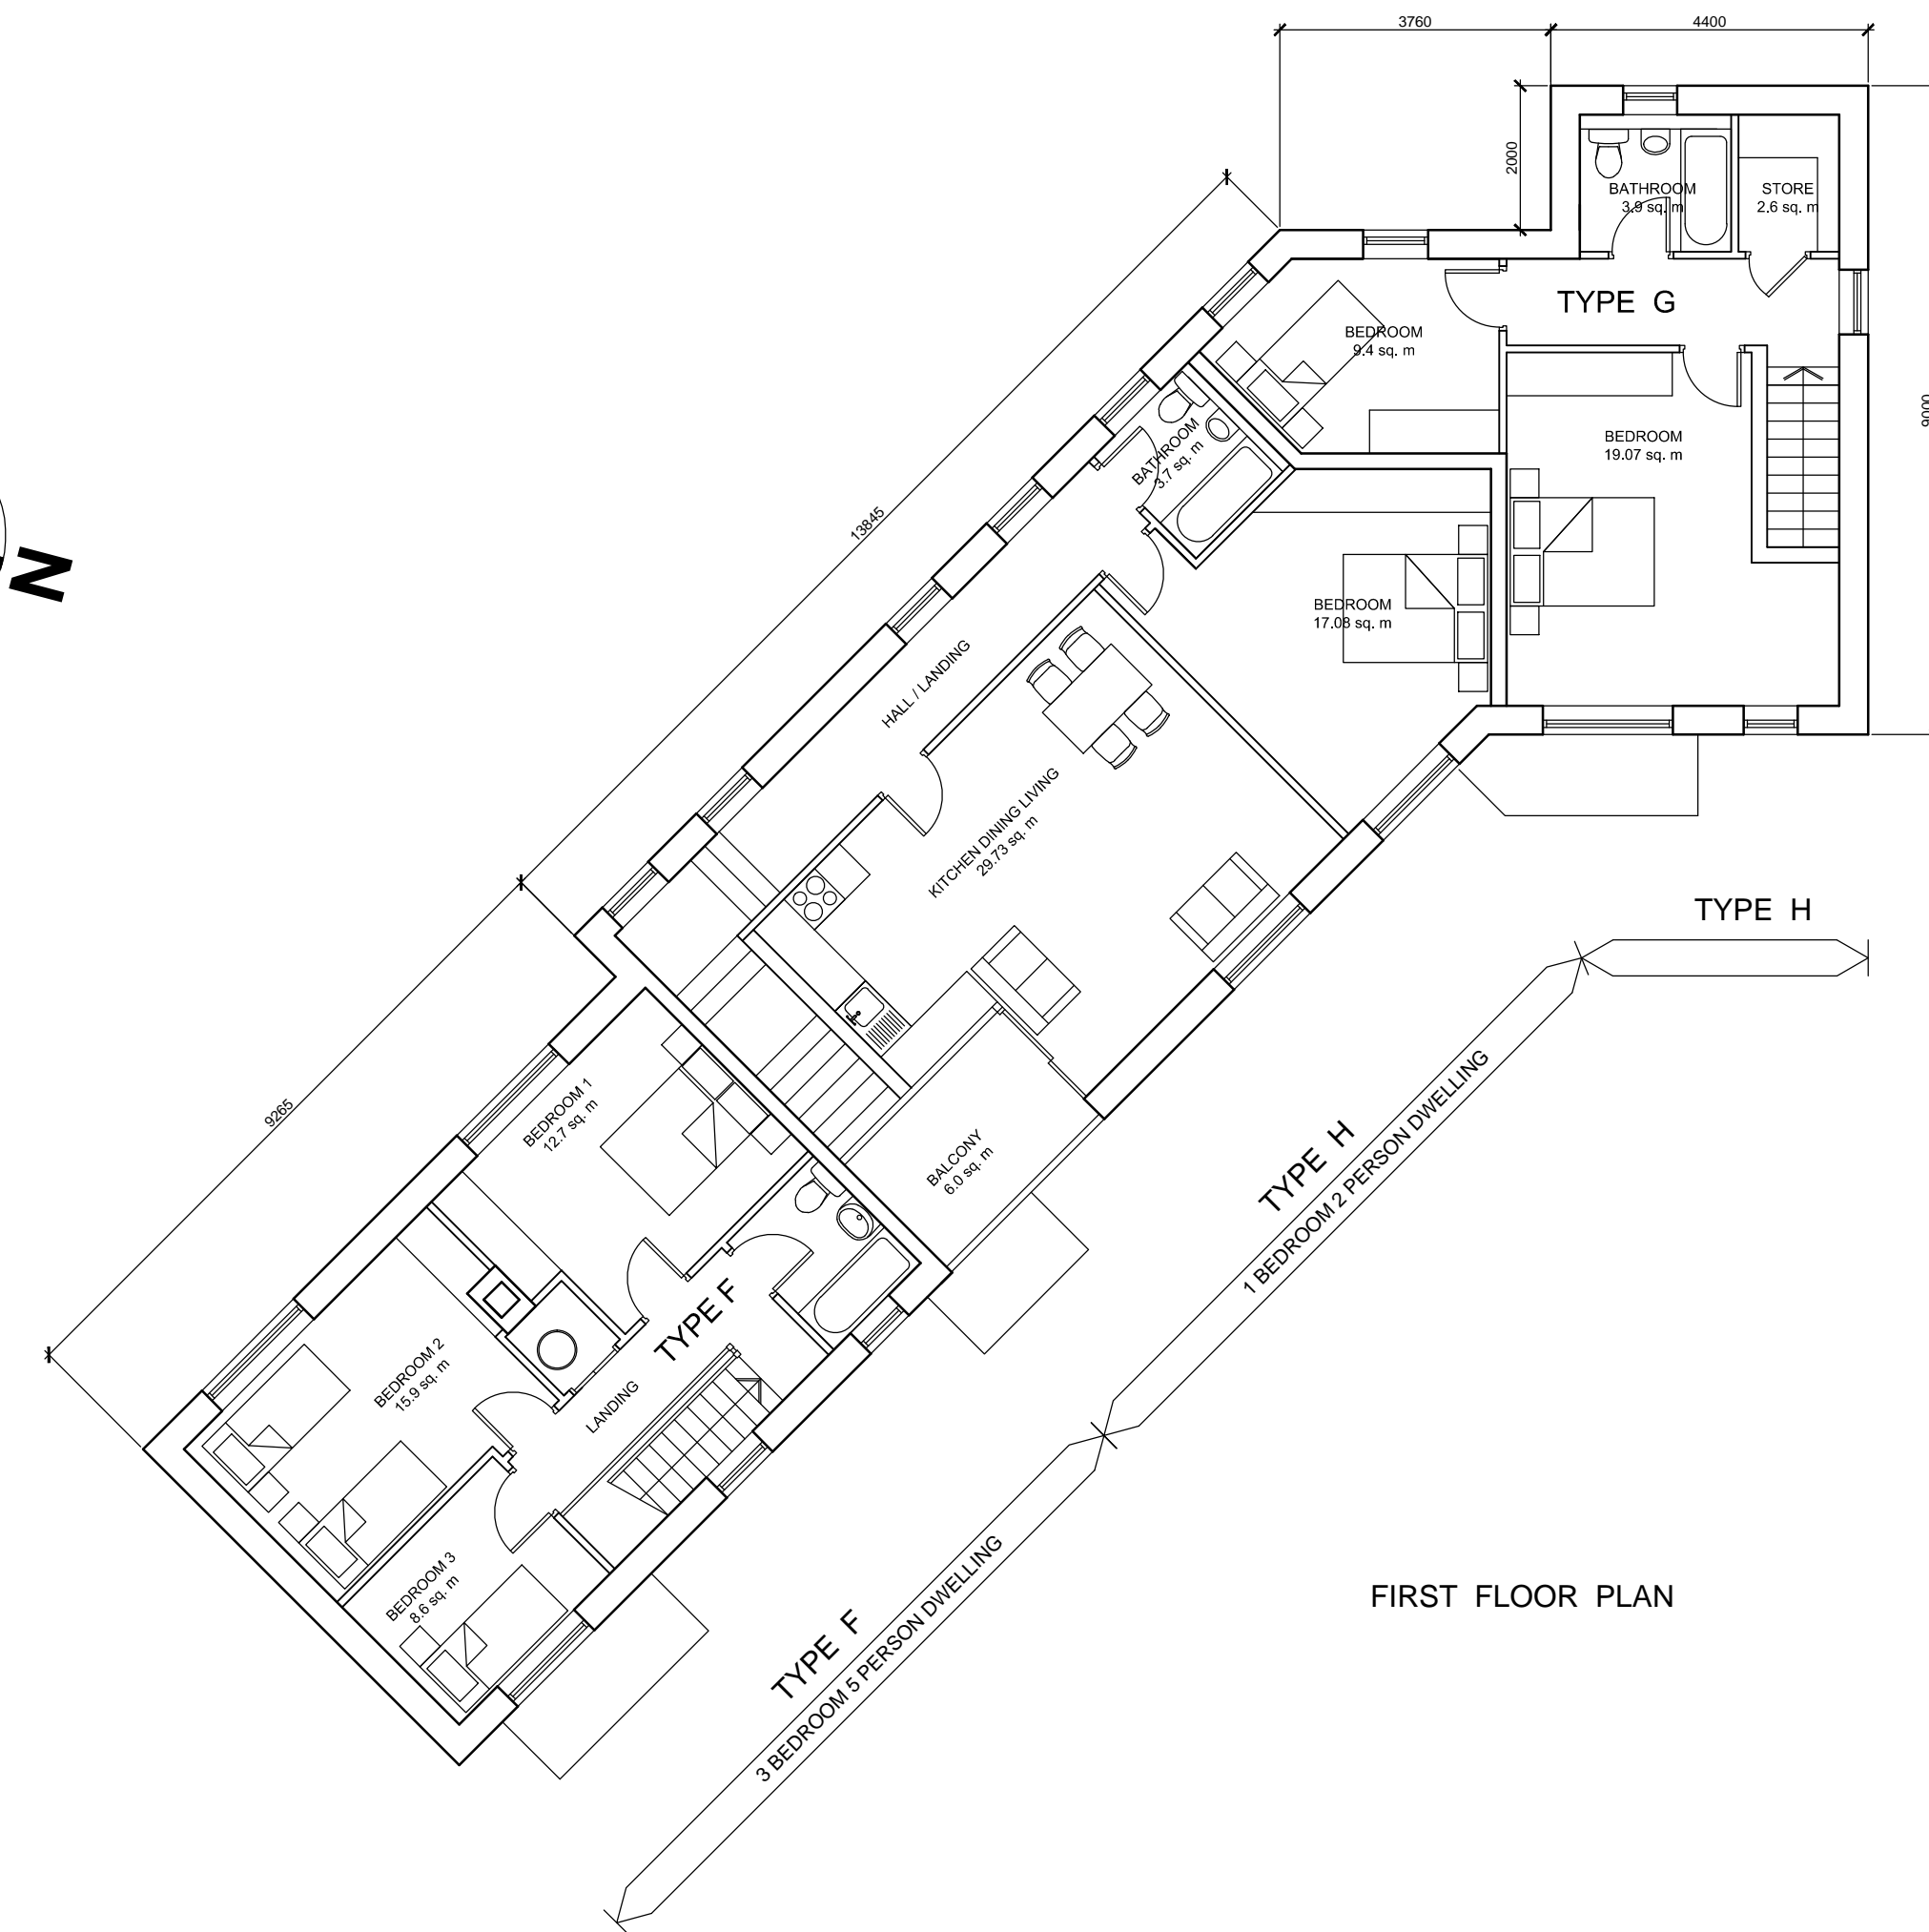 3760
4400
2000
BATHROOM
3.9 sq. m
STORE
2.6 sq. m
TYPE G
BEDROOM
9.4 sq. m
9000
BEDROOM
19.07 sq. m
BATHROOM
3.7 sq. m
13845
N
BEDROOM
17.08 sq. m
HALL / LANDING
KITCHEN DINING LIVING
29.73 sq. m
TYPE H
9265
BEDROOM 1
12.7 sq. m
BALCONY
6.0 sq. m
TYPE H
1 BEDROOM 2 PERSON DWELLING
TYPE F
BEDROOM 2
15.9 sq. m
LANDING
BEDROOM 3
8.6 sq. m
FIRST FLOOR PLAN
TYPE F
3 BEDROOM 5 PERSON DWELLING